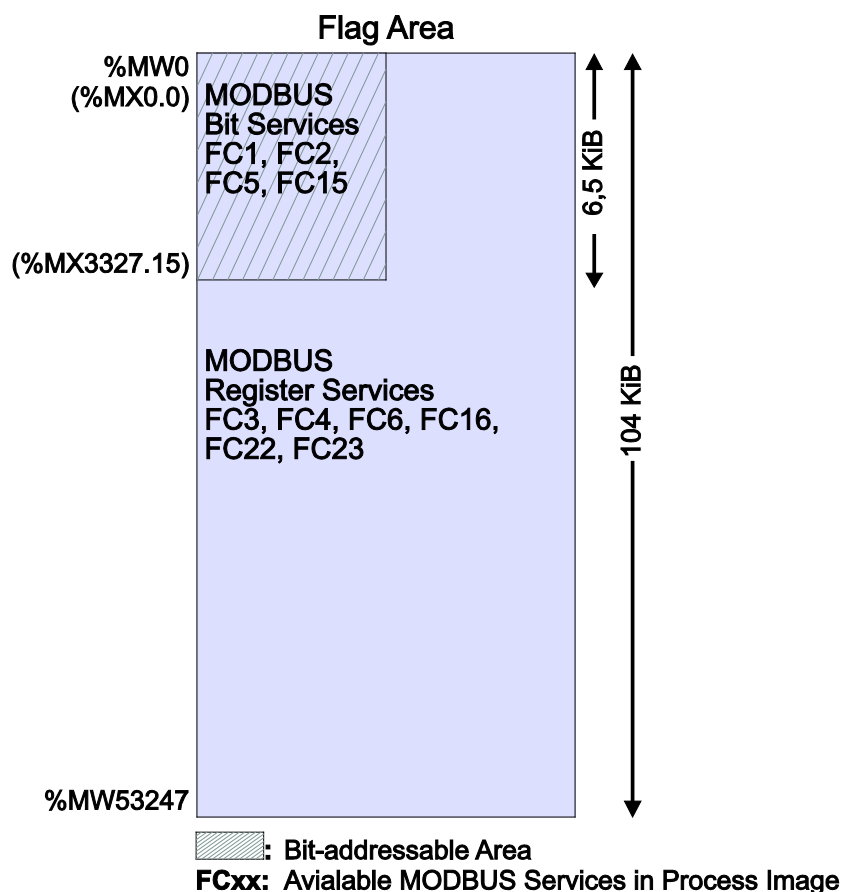 Flag Area
%MW0
(%MX0.0)
MODBUS
Bit Services
FC1, FC2,
FC5, FC15
6,5 KiB
(%MX3327.15)
MODBUS
Register Services
FC3, FC4, FC6, FC16,
FC22, FC23
104 KiB
%MW53247
: Bit-addressable Area
FCxx: Avialable MODBUS Services in Process Image